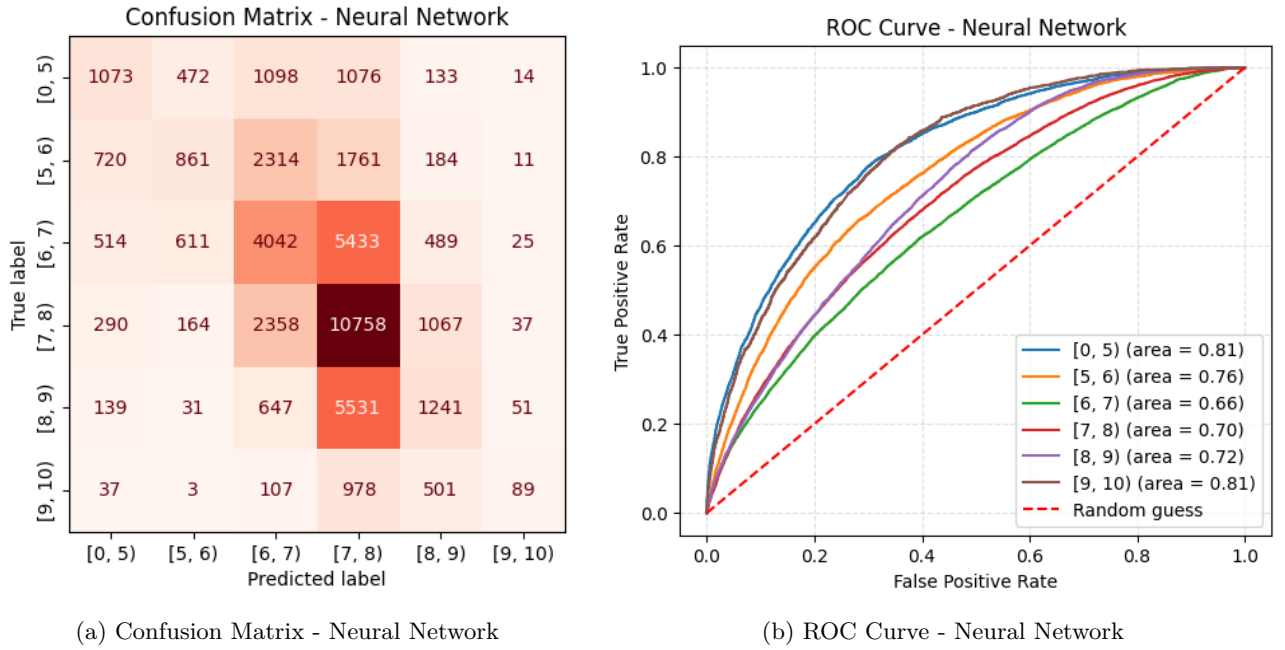 Confusion Matrix - Neural Network
True label
[0, 5) 1073 472 1098 1076 133 14
[5, 6) 720 861 2314 1761 184 11
[6, 7) 514 611 4042 5433 489 25
[7, 8) 290 164 2358 10758 1067 37
[8, 9) 139 31 647 5531 1241 51
[9, 10) 37 3 107 978 501 89
[0, 5) [5, 6) [6, 7) [7, 8) [8, 9) [9, 10)
Predicted label
(a) Confusion Matrix - Neural Network
ROC Curve - Neural Network
True Positive Rate
1.0
0.8
0.6
0.4
0.2
0.0
[0, 5) (area = 0.81)
[5, 6) (area = 0.76)
[6, 7) (area = 0.66)
[7, 8) (area = 0.70)
[8, 9) (area = 0.72)
[9, 10) (area = 0.81)
Random guess
0.0 0.2 0.4 0.6 0.8 1.0
False Positive Rate
(b) ROC Curve - Neural Network